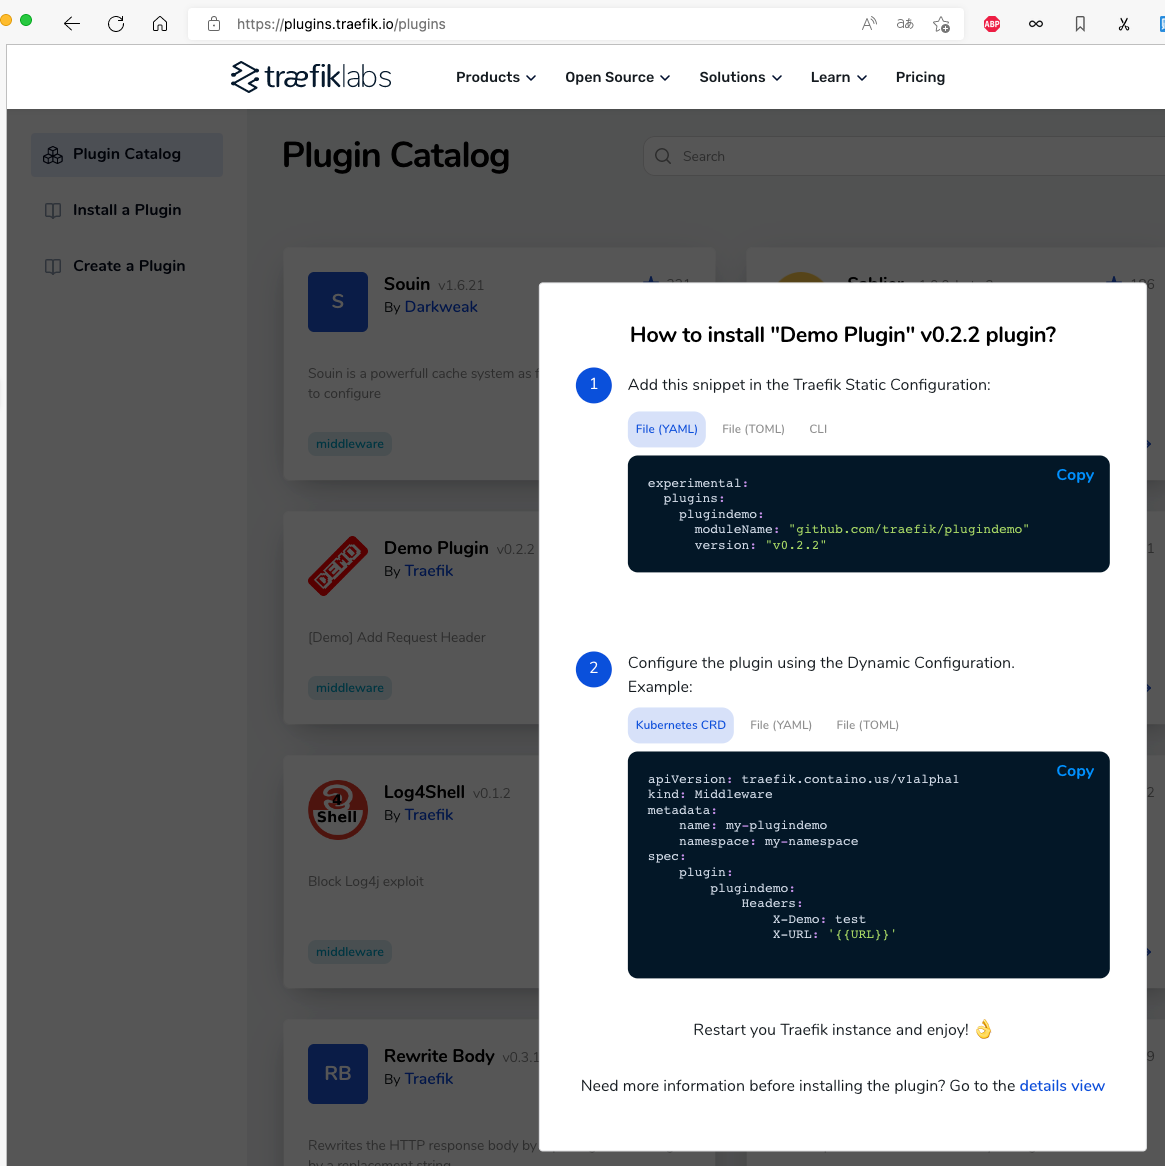 https://plugins.traefik.io/plugins
ABP
træfiklabs
Products
Open Source
Solutions
Learn
Pricing
Plugin Catalog
Install a Plugin
Create a Plugin
Plugin Catalog
Search
S
Souin v1.6.21
By Darkweak
Souin is a powerfull cache system as
to configure
middleware
DEMO
Demo Plugin v0.2.2
By Traefik
[Demo] Add Request Header
middleware
4
Shell
Log4Shell v0.1.2
By Traefik
Block Log4j exploit
middleware
RB
Rewrite Body v0.3.1
By Traefik
Rewrites the HTTP response body by
by a replacement string
How to install "Demo Plugin" v0.2.2 plugin?
1
Add this snippet in the Traefik Static Configuration:
File (YAML)
File (TOML)
CLI
Copy
experimental:
  plugins:
    plugindemo:
      moduleName: "github.com/traefik/plugindemo"
      version: "v0.2.2"
2
Configure the plugin using the Dynamic Configuration.
Example:
Kubernetes CRD
File (YAML)
File (TOML)
Copy
apiVersion: traefik.containo.us/v1alpha1
kind: Middleware
metadata:
    name: my-plugindemo
    namespace: my-namespace
spec:
    plugin:
        plugindemo:
            Headers:
                X-Demo: test
                X-URL: '{{URL}}'
Restart you Traefik instance and enjoy! 👌
Need more information before installing the plugin? Go to the details view